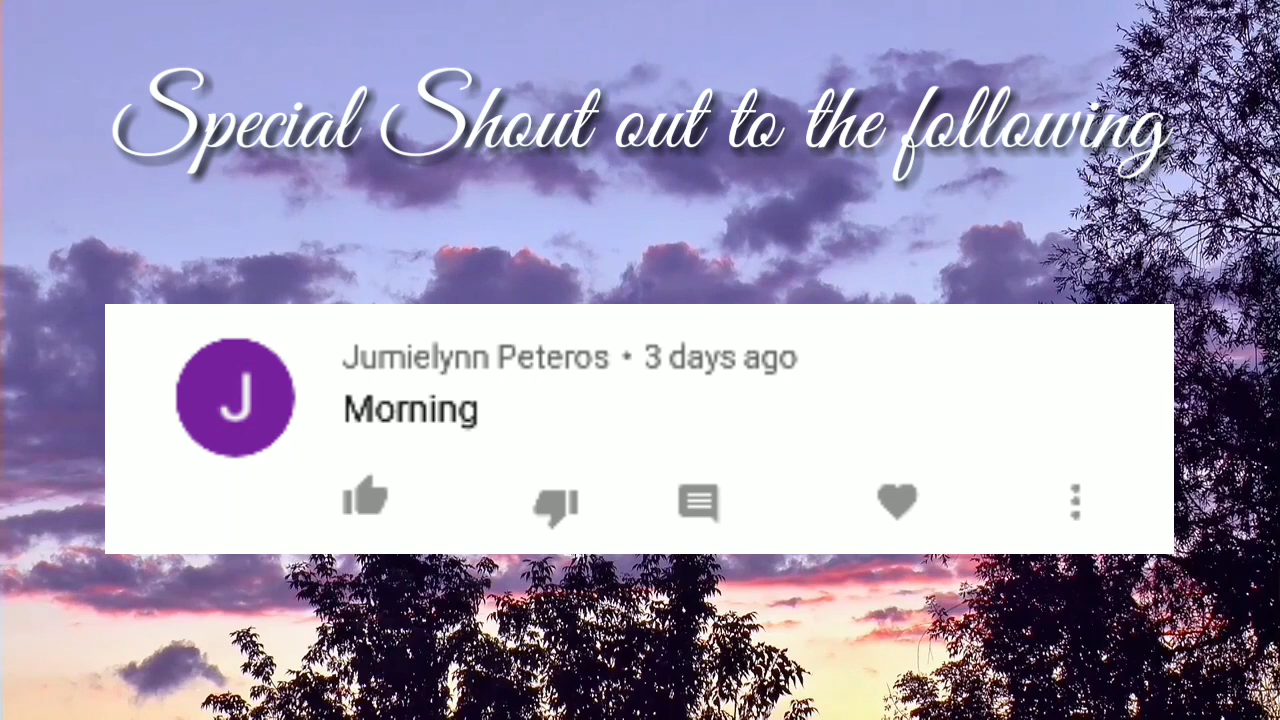 Special Shout out to the following
Jumielynn Peteros • 3 days ago
J
Morning